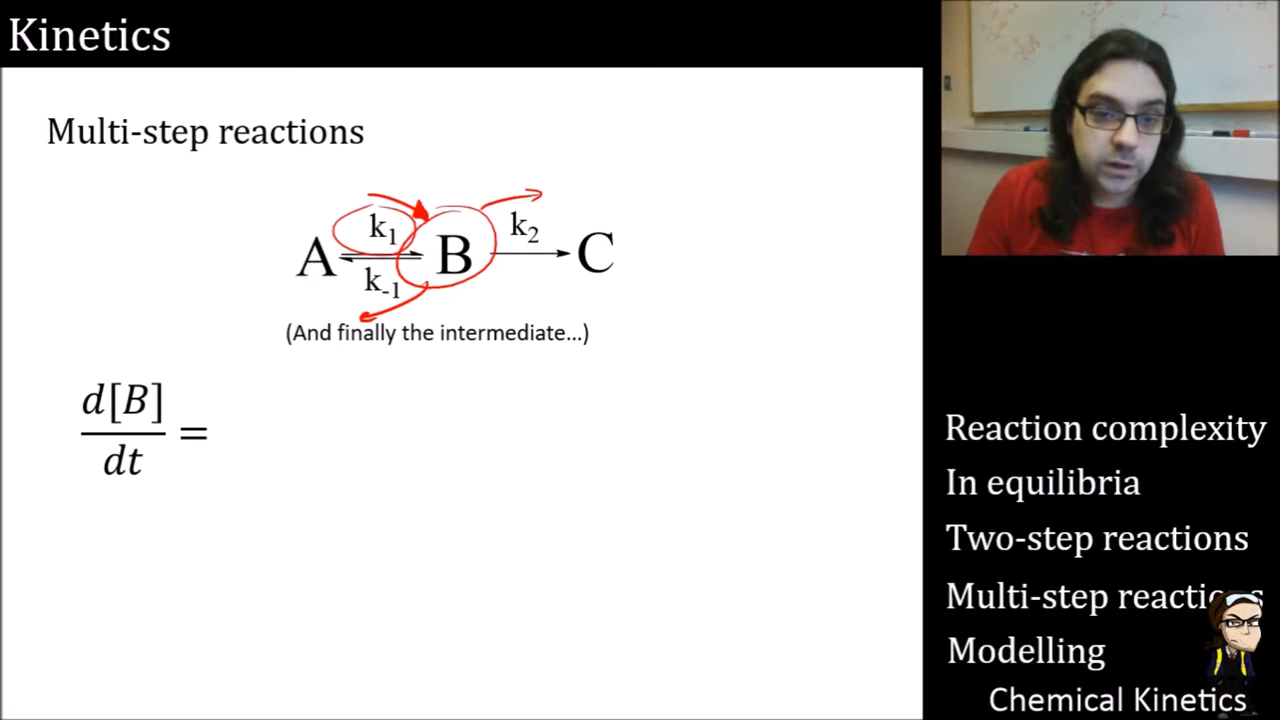 Kinetics
Multi-step reactions
A k₁ k₋₁ B k₂ C
(And finally the intermediate...)
d[B]/dt =
Reaction complexity
In equilibria
Two-step reactions
Multi-step reactions
Modelling
Chemical Kinetics